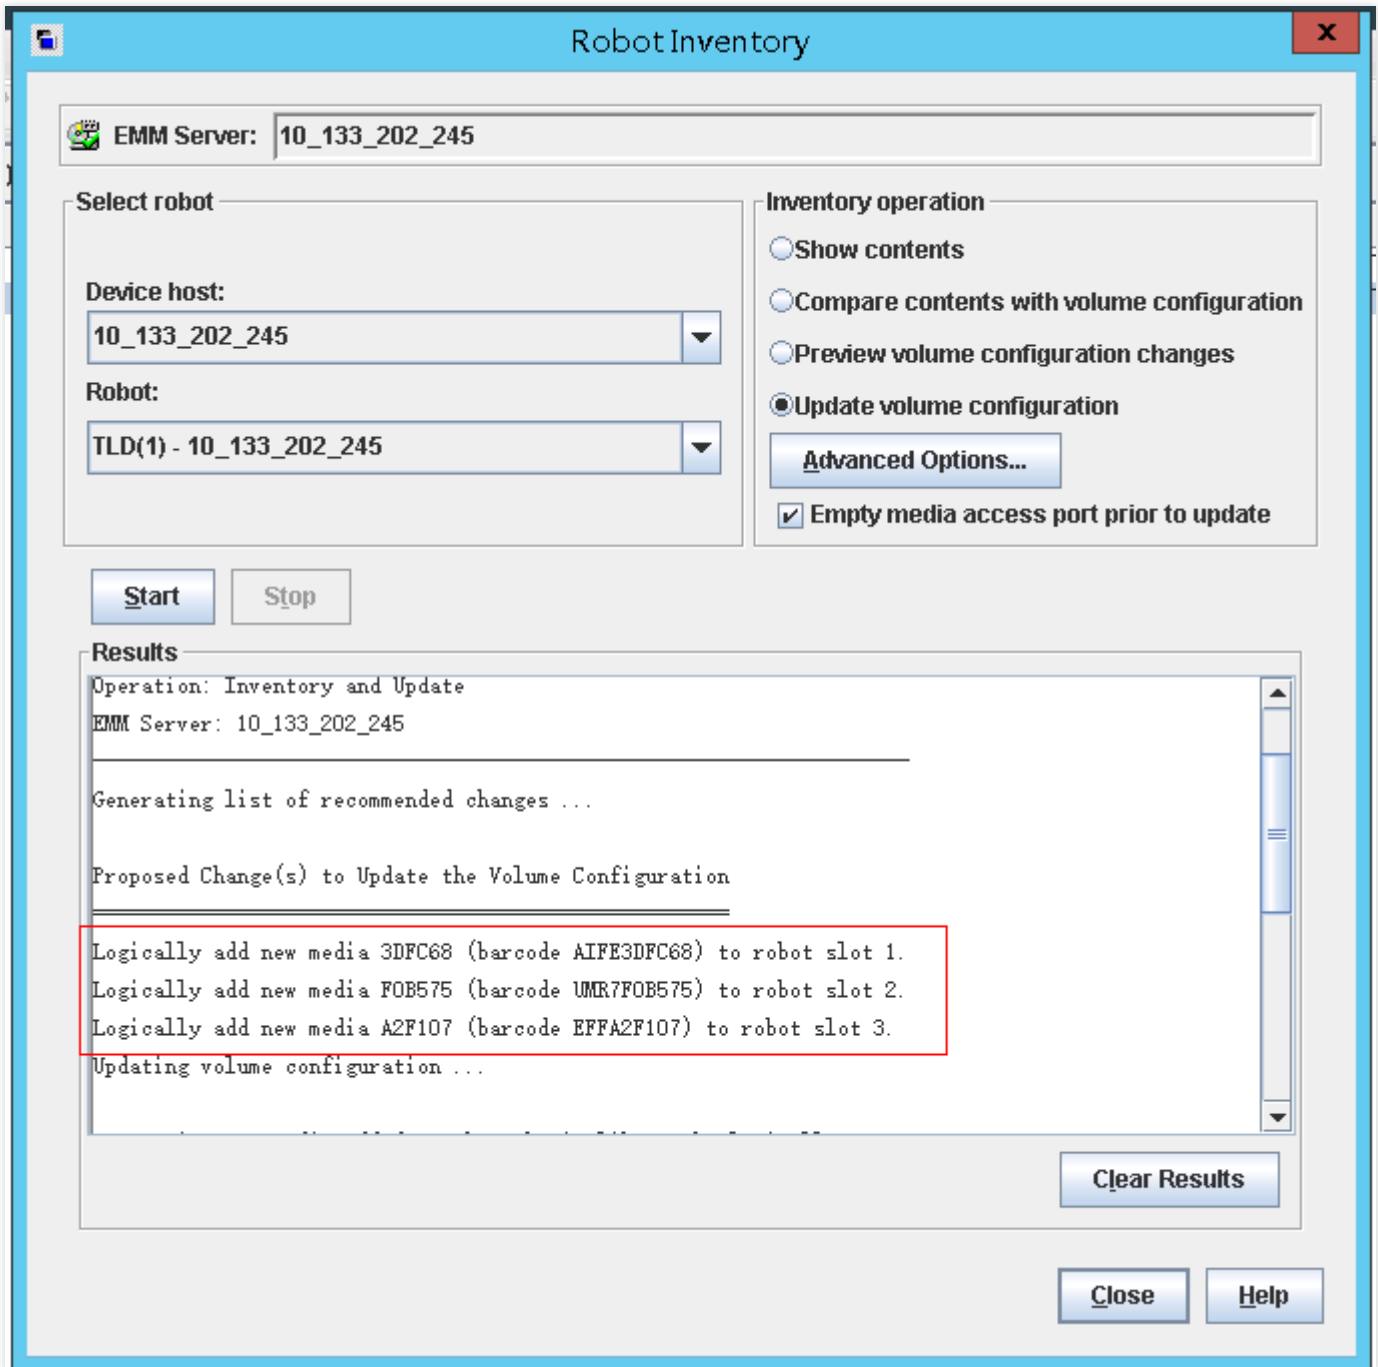 Robot Inventory
x
EMM Server: 10_133_202_245
Select robot
Device host:
10_133_202_245
Robot:
TLD(1) - 10_133_202_245
Inventory operation
Show contents
Compare contents with volume configuration
Preview volume configuration changes
Update volume configuration
Advanced Options...
Empty media access port prior to update
Start
Stop
Results
Operation: Inventory and Update
EMM Server: 10_133_202_245
Generating list of recommended changes ...
Proposed Change(s) to Update the Volume Configuration
Logically add new media 3DFC68 (barcode AIFE3DFC68) to robot slot 1.
Logically add new media F0B575 (barcode UMR7F0B575) to robot slot 2.
Logically add new media A2F107 (barcode EFFA2F107) to robot slot 3.
Updating volume configuration ...
Clear Results
Close
Help